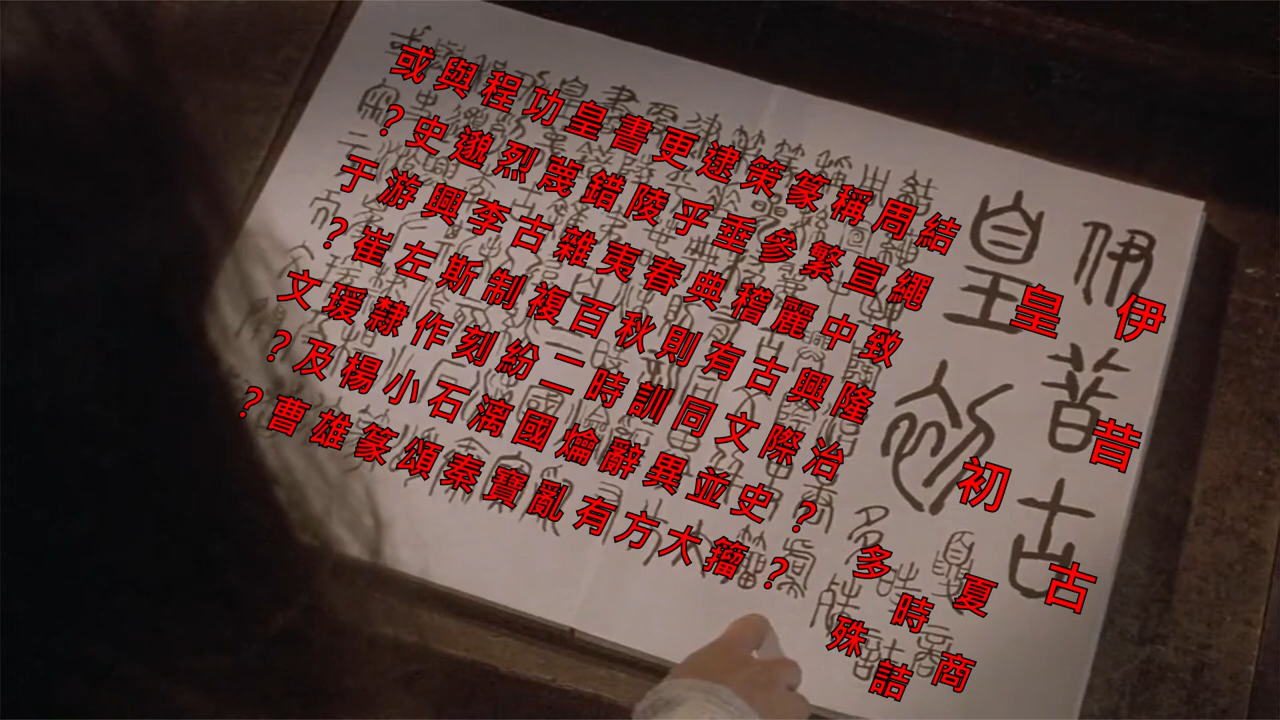 伊昔古
皇初
夏商
時詰
多殊
結繩致隆治??
周宣中興際史籀
稱繁麗古文並大
篆參稽有同異方
策垂典則訓辭有
逮乎春秋時爚亂
更陵夷百二國寶
書錯雜複紛漓秦
皇蔑古制刻石頌
功烈李斯作小篆
程邈興左隸楊雄
與史游崔瑗及曹
或?于?文??